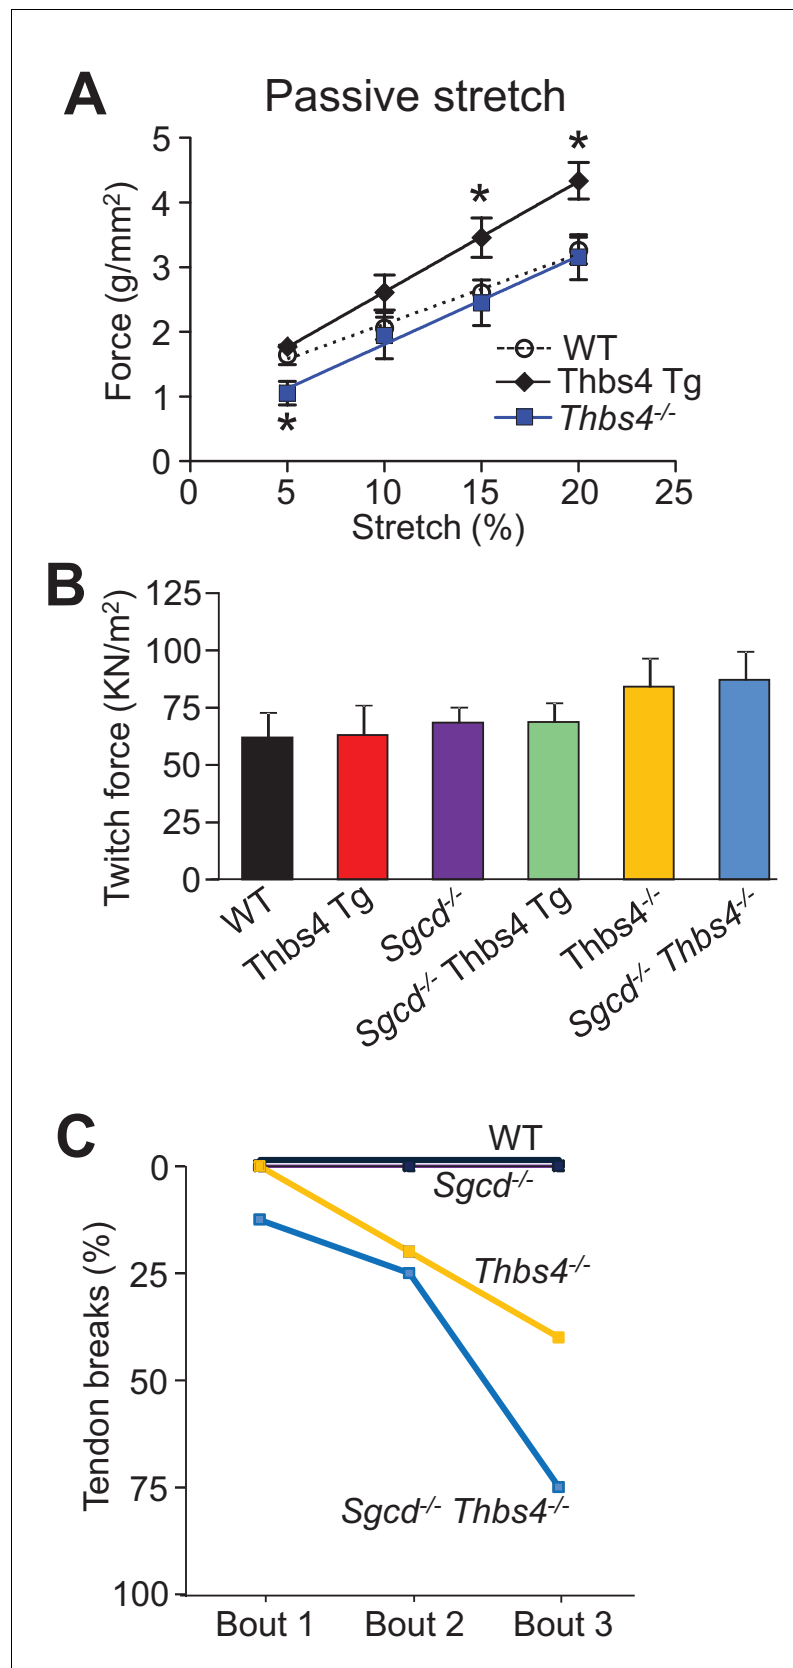 A
Passive stretch
Force (g/mm²)
5
4
3
2
1
0
*
*
*
WT
Thbs4 Tg
Thbs4-/-
0 5 10 15 20 25
Stretch (%)
B
Twitch force (KN/m²)
125
100
75
50
25
0
WT
Thbs4 Tg
Sgcd-/-
Sgcd-/- Thbs4 Tg
Thbs4-/-
Sgcd-/- Thbs4-/-
C
Tendon breaks (%)
0
25
50
75
100
WT
Sgcd-/-
Thbs4-/-
Sgcd-/- Thbs4-/-
Bout 1 Bout 2 Bout 3